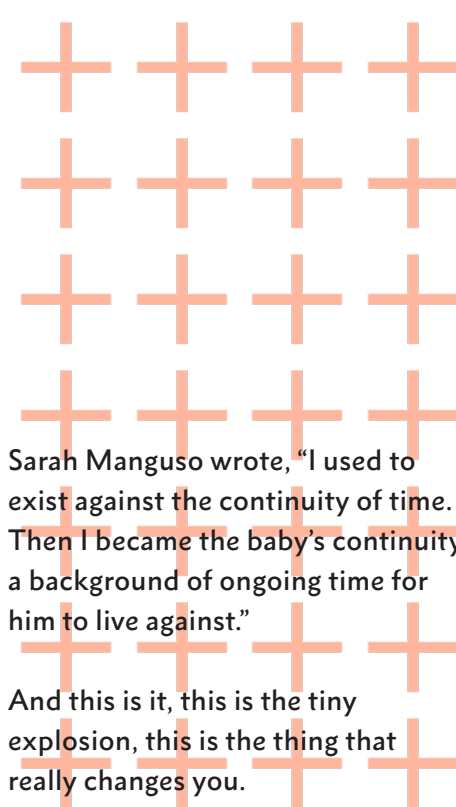 Sarah Manguso wrote, “I used to
exist against the continuity of time.
Then I became the baby’s continuity
a background of ongoing time for
him to live against.”
And this is it, this is the tiny
explosion, this is the thing that
really changes you.